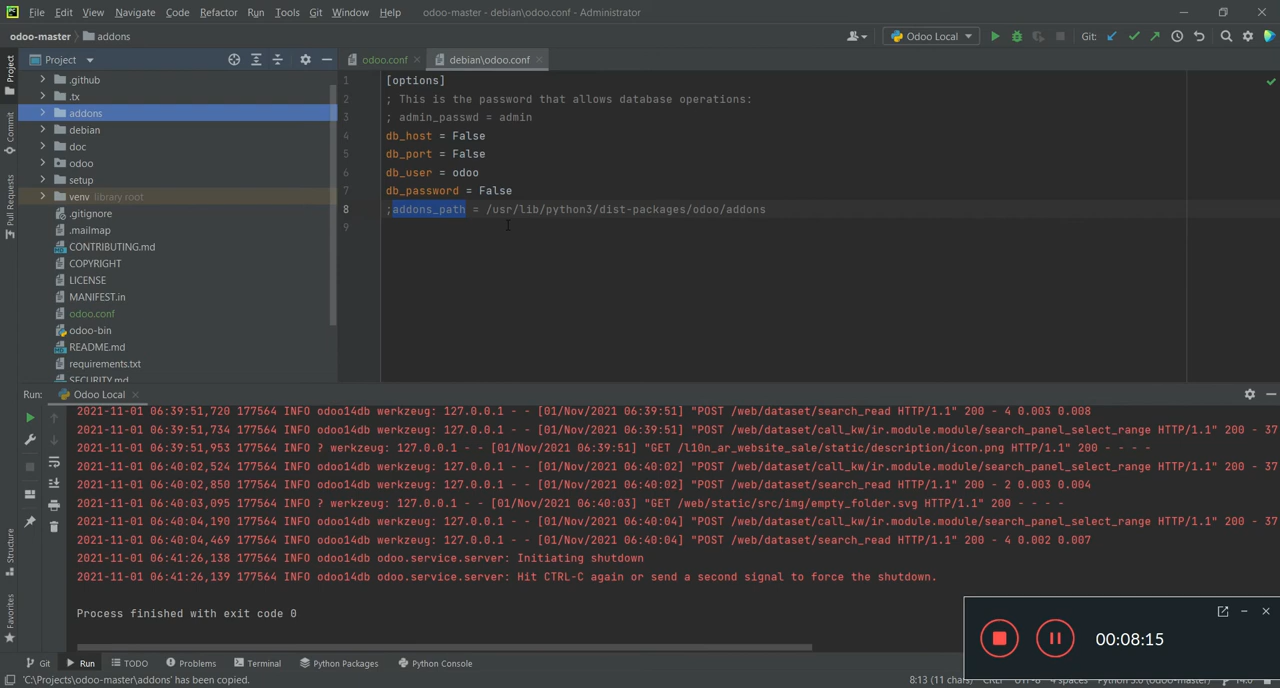 File Edit View Navigate Code Refactor Run Tools Git Window Help odoo-master - debian\odoo.conf - Administrator
odoo-master addons Odoo Local Git:
Project odoo.conf debian\odoo.conf
Project
Commit
Pull Requests
Structure
Favorites
.github
.tx
addons
debian
doc
odoo
setup
venv library root
.gitignore
.mailmap
CONTRIBUTING.md
COPYRIGHT
LICENSE
MANIFEST.in
odoo.conf
odoo-bin
README.md
requirements.txt
SECURITY.md
1 [options]
2 ; This is the password that allows database operations:
3 ; admin_passwd = admin
4 db_host = False
5 db_port = False
6 db_user = odoo
7 db_password = False
8 ;addons_path = /usr/lib/python3/dist-packages/odoo/addons
9
Run: Odoo Local
2021-11-01 06:39:51,720 177564 INFO odoo14db werkzeug: 127.0.0.1 - - [01/Nov/2021 06:39:51] "POST /web/dataset/search_read HTTP/1.1" 200 - 4 0.003 0.008
2021-11-01 06:39:51,734 177564 INFO odoo14db werkzeug: 127.0.0.1 - - [01/Nov/2021 06:39:51] "POST /web/dataset/call_kw/ir.module.module/search_panel_select_range HTTP/1.1" 200 - 37
2021-11-01 06:39:51,953 177564 INFO ? werkzeug: 127.0.0.1 - - [01/Nov/2021 06:39:51] "GET /l10n_ar_website_sale/static/description/icon.png HTTP/1.1" 200 - - - -
2021-11-01 06:40:02,524 177564 INFO odoo14db werkzeug: 127.0.0.1 - - [01/Nov/2021 06:40:02] "POST /web/dataset/call_kw/ir.module.module/search_panel_select_range HTTP/1.1" 200 - 37
2021-11-01 06:40:02,850 177564 INFO odoo14db werkzeug: 127.0.0.1 - - [01/Nov/2021 06:40:02] "POST /web/dataset/search_read HTTP/1.1" 200 - 2 0.003 0.004
2021-11-01 06:40:03,095 177564 INFO ? werkzeug: 127.0.0.1 - - [01/Nov/2021 06:40:03] "GET /web/static/src/img/empty_folder.svg HTTP/1.1" 200 - - - -
2021-11-01 06:40:04,190 177564 INFO odoo14db werkzeug: 127.0.0.1 - - [01/Nov/2021 06:40:04] "POST /web/dataset/call_kw/ir.module.module/search_panel_select_range HTTP/1.1" 200 - 37
2021-11-01 06:40:04,469 177564 INFO odoo14db werkzeug: 127.0.0.1 - - [01/Nov/2021 06:40:04] "POST /web/dataset/search_read HTTP/1.1" 200 - 4 0.002 0.007
2021-11-01 06:41:26,138 177564 INFO odoo14db odoo.service.server: Initiating shutdown
2021-11-01 06:41:26,139 177564 INFO odoo14db odoo.service.server: Hit CTRL-C again or send a second signal to force the shutdown.
Process finished with exit code 0
00:08:15
Git Run TODO Problems Terminal Python Packages Python Console
'C:\Projects\odoo-master\addons' has been copied. 8:13 (11 chars)